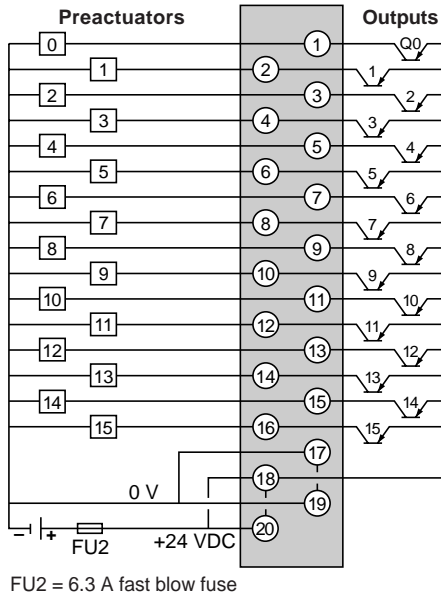 Preactuators Outputs
0 1 Q0
1 2 1
2 3 2
3 4 3
4 5 4
5 6 5
6 7 6
7 8 7
8 9 8
9 10 9
10 11 10
11 12 11
12 13 12
13 14 13
14 15 14
15 16 15
17
18
0 V 19
– + FU2 +24 VDC 20
FU2 = 6.3 A fast blow fuse